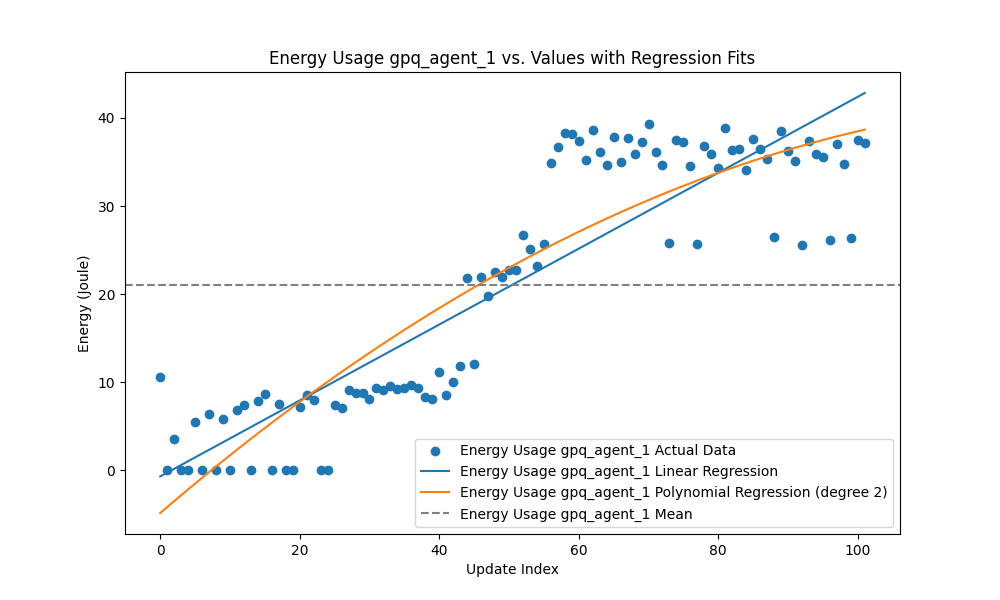 Energy Usage gpq_agent_1 vs. Values with Regression Fits
40
30
20
10
0
Energy (Joule)
Energy Usage gpq_agent_1 Actual Data
Energy Usage gpq_agent_1 Linear Regression
Energy Usage gpq_agent_1 Polynomial Regression (degree 2)
Energy Usage gpq_agent_1 Mean
0 20 40 60 80 100
Update Index